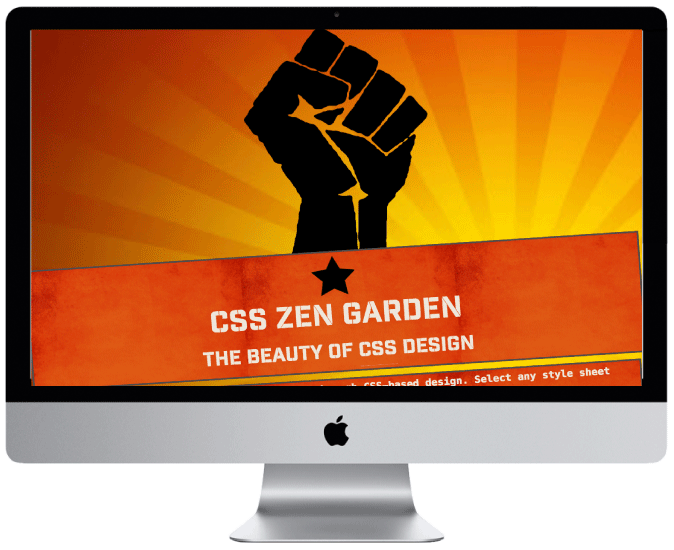 CSS ZEN GARDEN
THE BEAUTY OF CSS DESIGN
CSS-based design. Select any style sheet